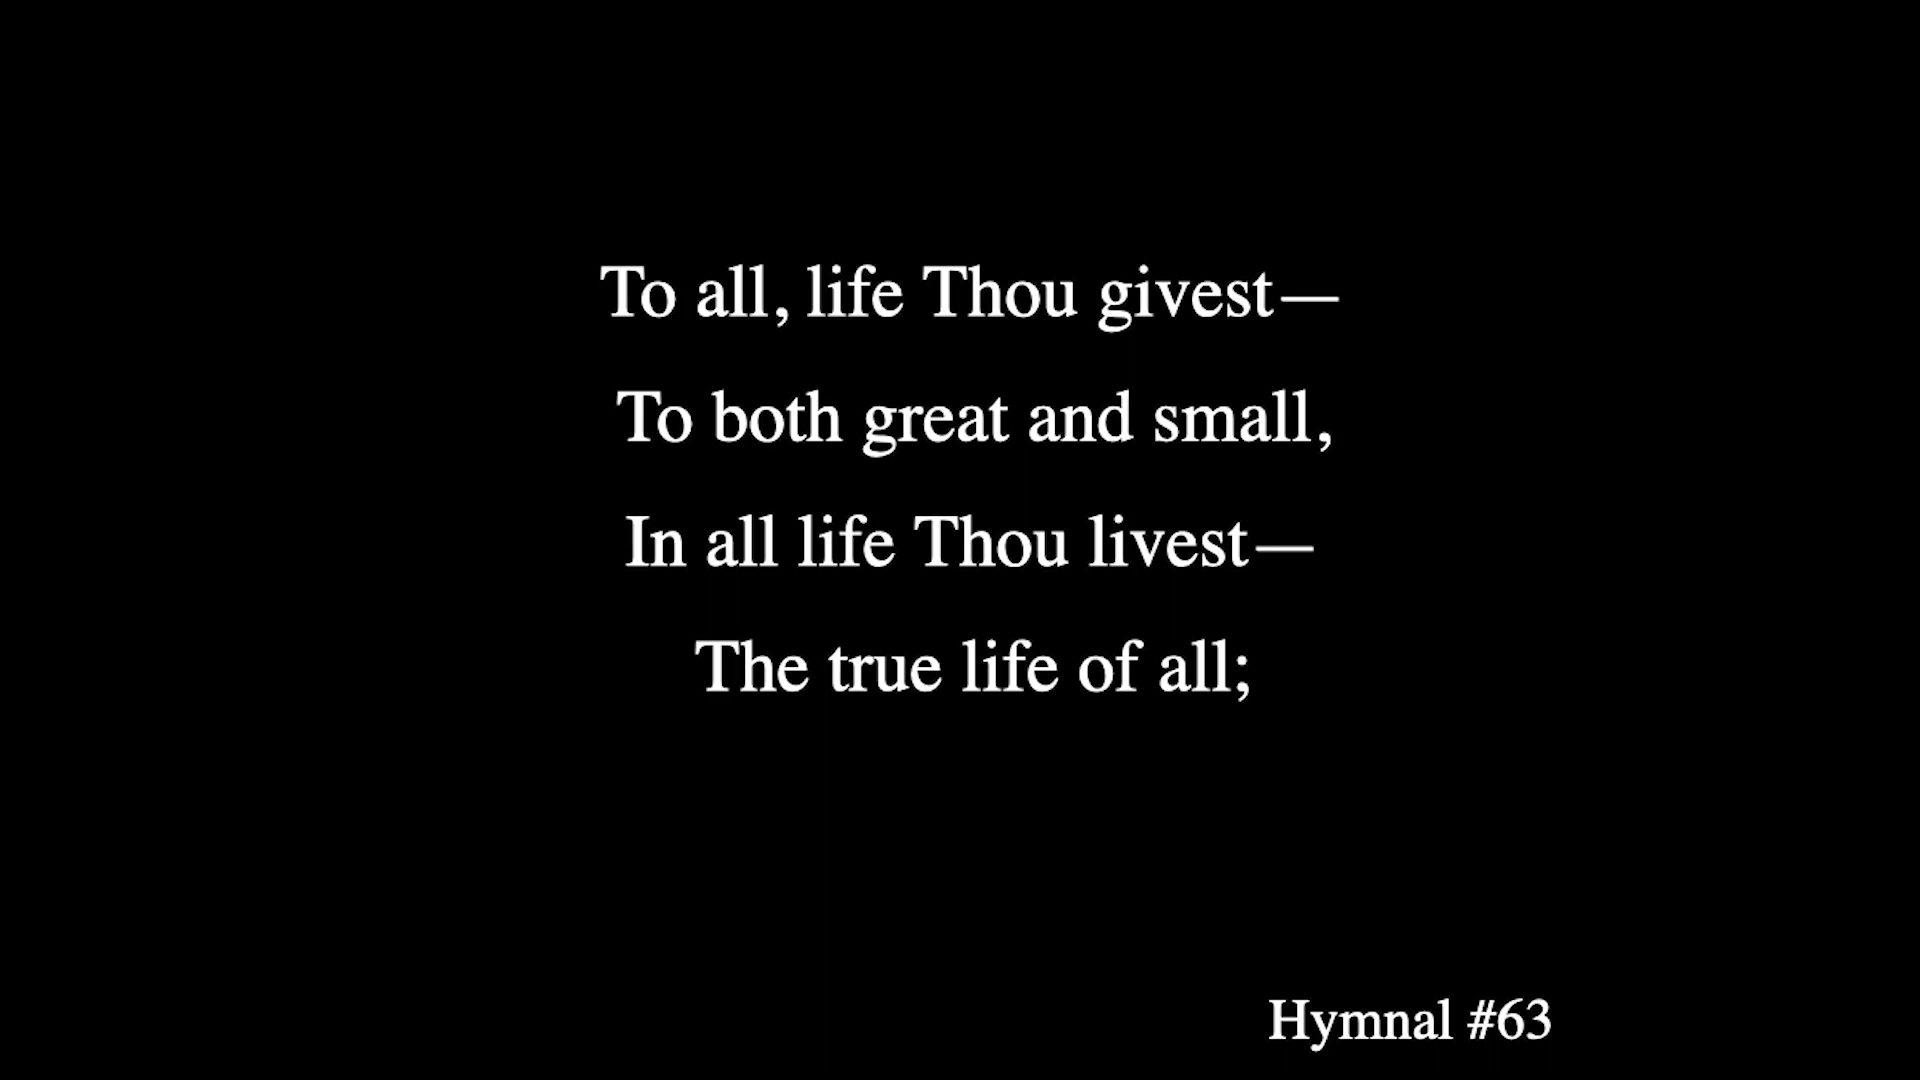 To all, life Thou givest—
To both great and small,
In all life Thou livest—
The true life of all;
Hymnal #63